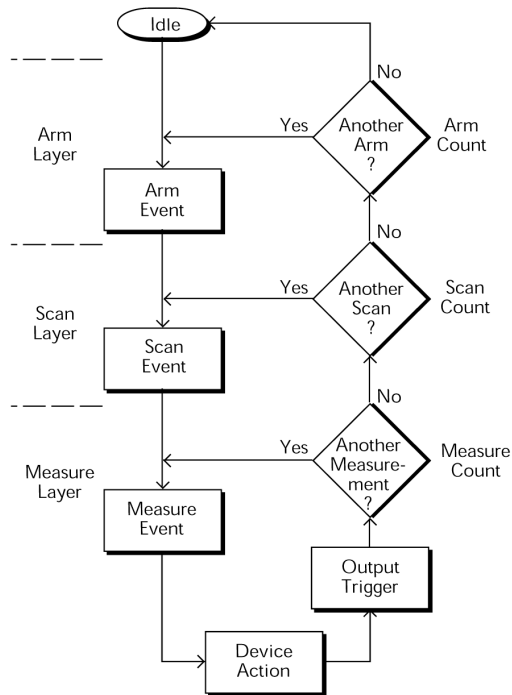 Idle
No
Arm
Layer
Yes
Another
Arm
?
Arm
Count
Arm
Event
No
Scan
Layer
Yes
Another
Scan
?
Scan
Count
Scan
Event
No
Measure
Layer
Yes
Another
Measure-
ment
?
Measure
Count
Measure
Event
Output
Trigger
Device
Action